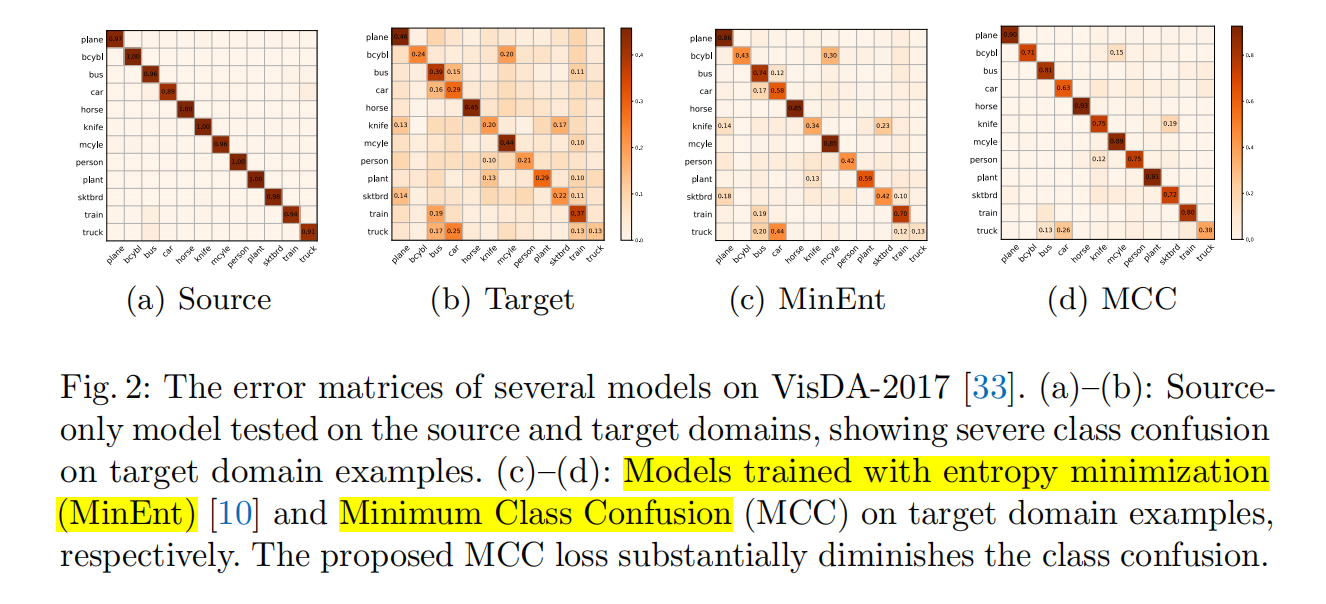 plane 0.97
bcybl 1.00
bus 0.96
car 0.89
horse 1.00
knife 1.00
mcyle 0.98
person 1.00
plant 1.00
sktbrd
train
truck 0.91
plane bcybl bus car horse knife mcyle person plant sktbrd train truck
(a) Source
plane 0.46
bcybl 0.24 0.20
bus 0.39 0.15 0.11
car 0.16 0.29
horse 0.45
knife 0.13 0.20 0.17
mcyle 0.44 0.10
person 0.10 0.21
plant 0.13 0.29 0.10
sktbrd 0.14 0.22 0.11
train 0.19 0.37
truck 0.17 0.25 0.13 0.13
plane bcybl bus car horse knife mcyle person plant sktbrd train truck
0.4
0.3
0.2
0.1
0.0
(b) Target
plane
bcybl 0.43 0.30
bus 0.74 0.12
car 0.17 0.58
horse
knife 0.14 0.34 0.23
mcyle 0.85
person 0.42
plant 0.13 0.59
sktbrd 0.18 0.42 0.10
train 0.19 0.70
truck 0.20 0.44 0.12 0.13
plane bcybl bus car horse knife mcyle person plant sktbrd train truck
(c) MinEnt
plane 0.90
bcybl 0.71 0.15
bus 0.81
car 0.63
horse 0.93
knife 0.75 0.19
mcyle
person 0.12 0.75
plant
sktbrd 0.72
train 0.80
truck 0.13 0.26 0.38
plane bcybl bus car horse knife mcyle person plant sktbrd train truck
0.8
0.6
0.4
0.2
0.0
(d) MCC
Fig. 2: The error matrices of several models on VisDA-2017 [33]. (a)–(b): Source-
only model tested on the source and target domains, showing severe class confusion
on target domain examples. (c)–(d): Models trained with entropy minimization
(MinEnt) [10] and Minimum Class Confusion (MCC) on target domain examples,
respectively. The proposed MCC loss substantially diminishes the class confusion.